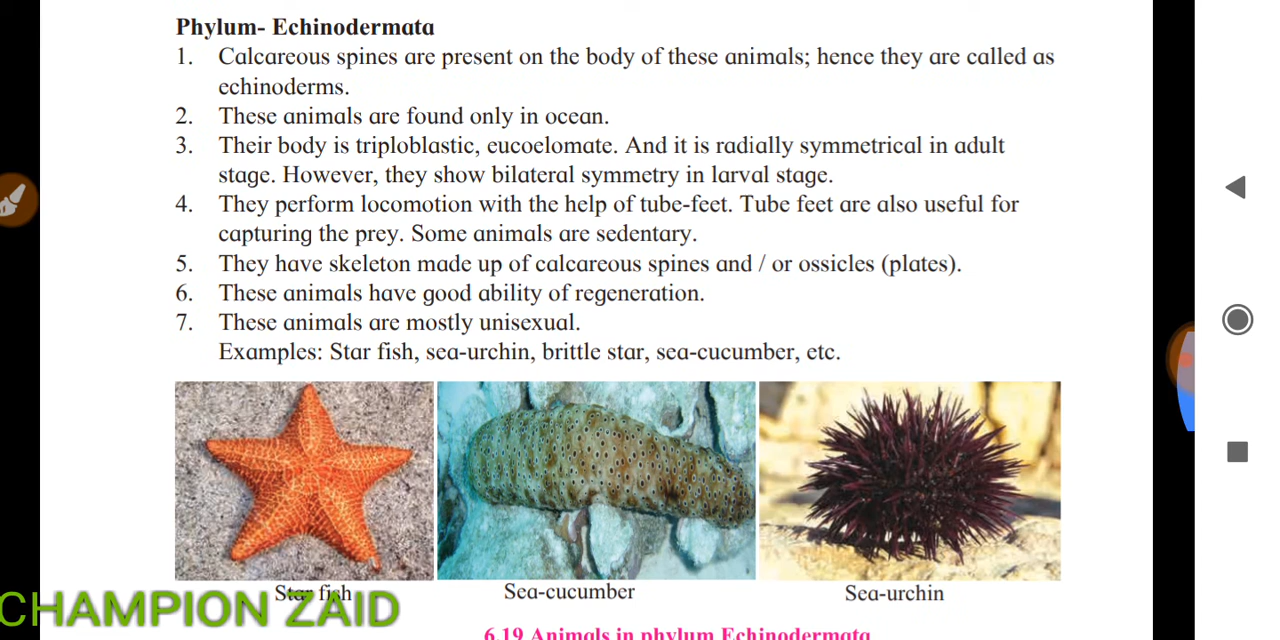 Phylum- Echinodermata
1. Calcareous spines are present on the body of these animals; hence they are called as
echinoderms.
2. These animals are found only in ocean.
3. Their body is triploblastic, eucoelomate. And it is radially symmetrical in adult
stage. However, they show bilateral symmetry in larval stage.
4. They perform locomotion with the help of tube-feet. Tube feet are also useful for
capturing the prey. Some animals are sedentary.
5. They have skeleton made up of calcareous spines and / or ossicles (plates).
6. These animals have good ability of regeneration.
7. These animals are mostly unisexual.
Examples: Star fish, sea-urchin, brittle star, sea-cucumber, etc.
Star fish Sea-cucumber Sea-urchin
CHAMPION ZAID
6.19 Animals in phylum Echinodermata